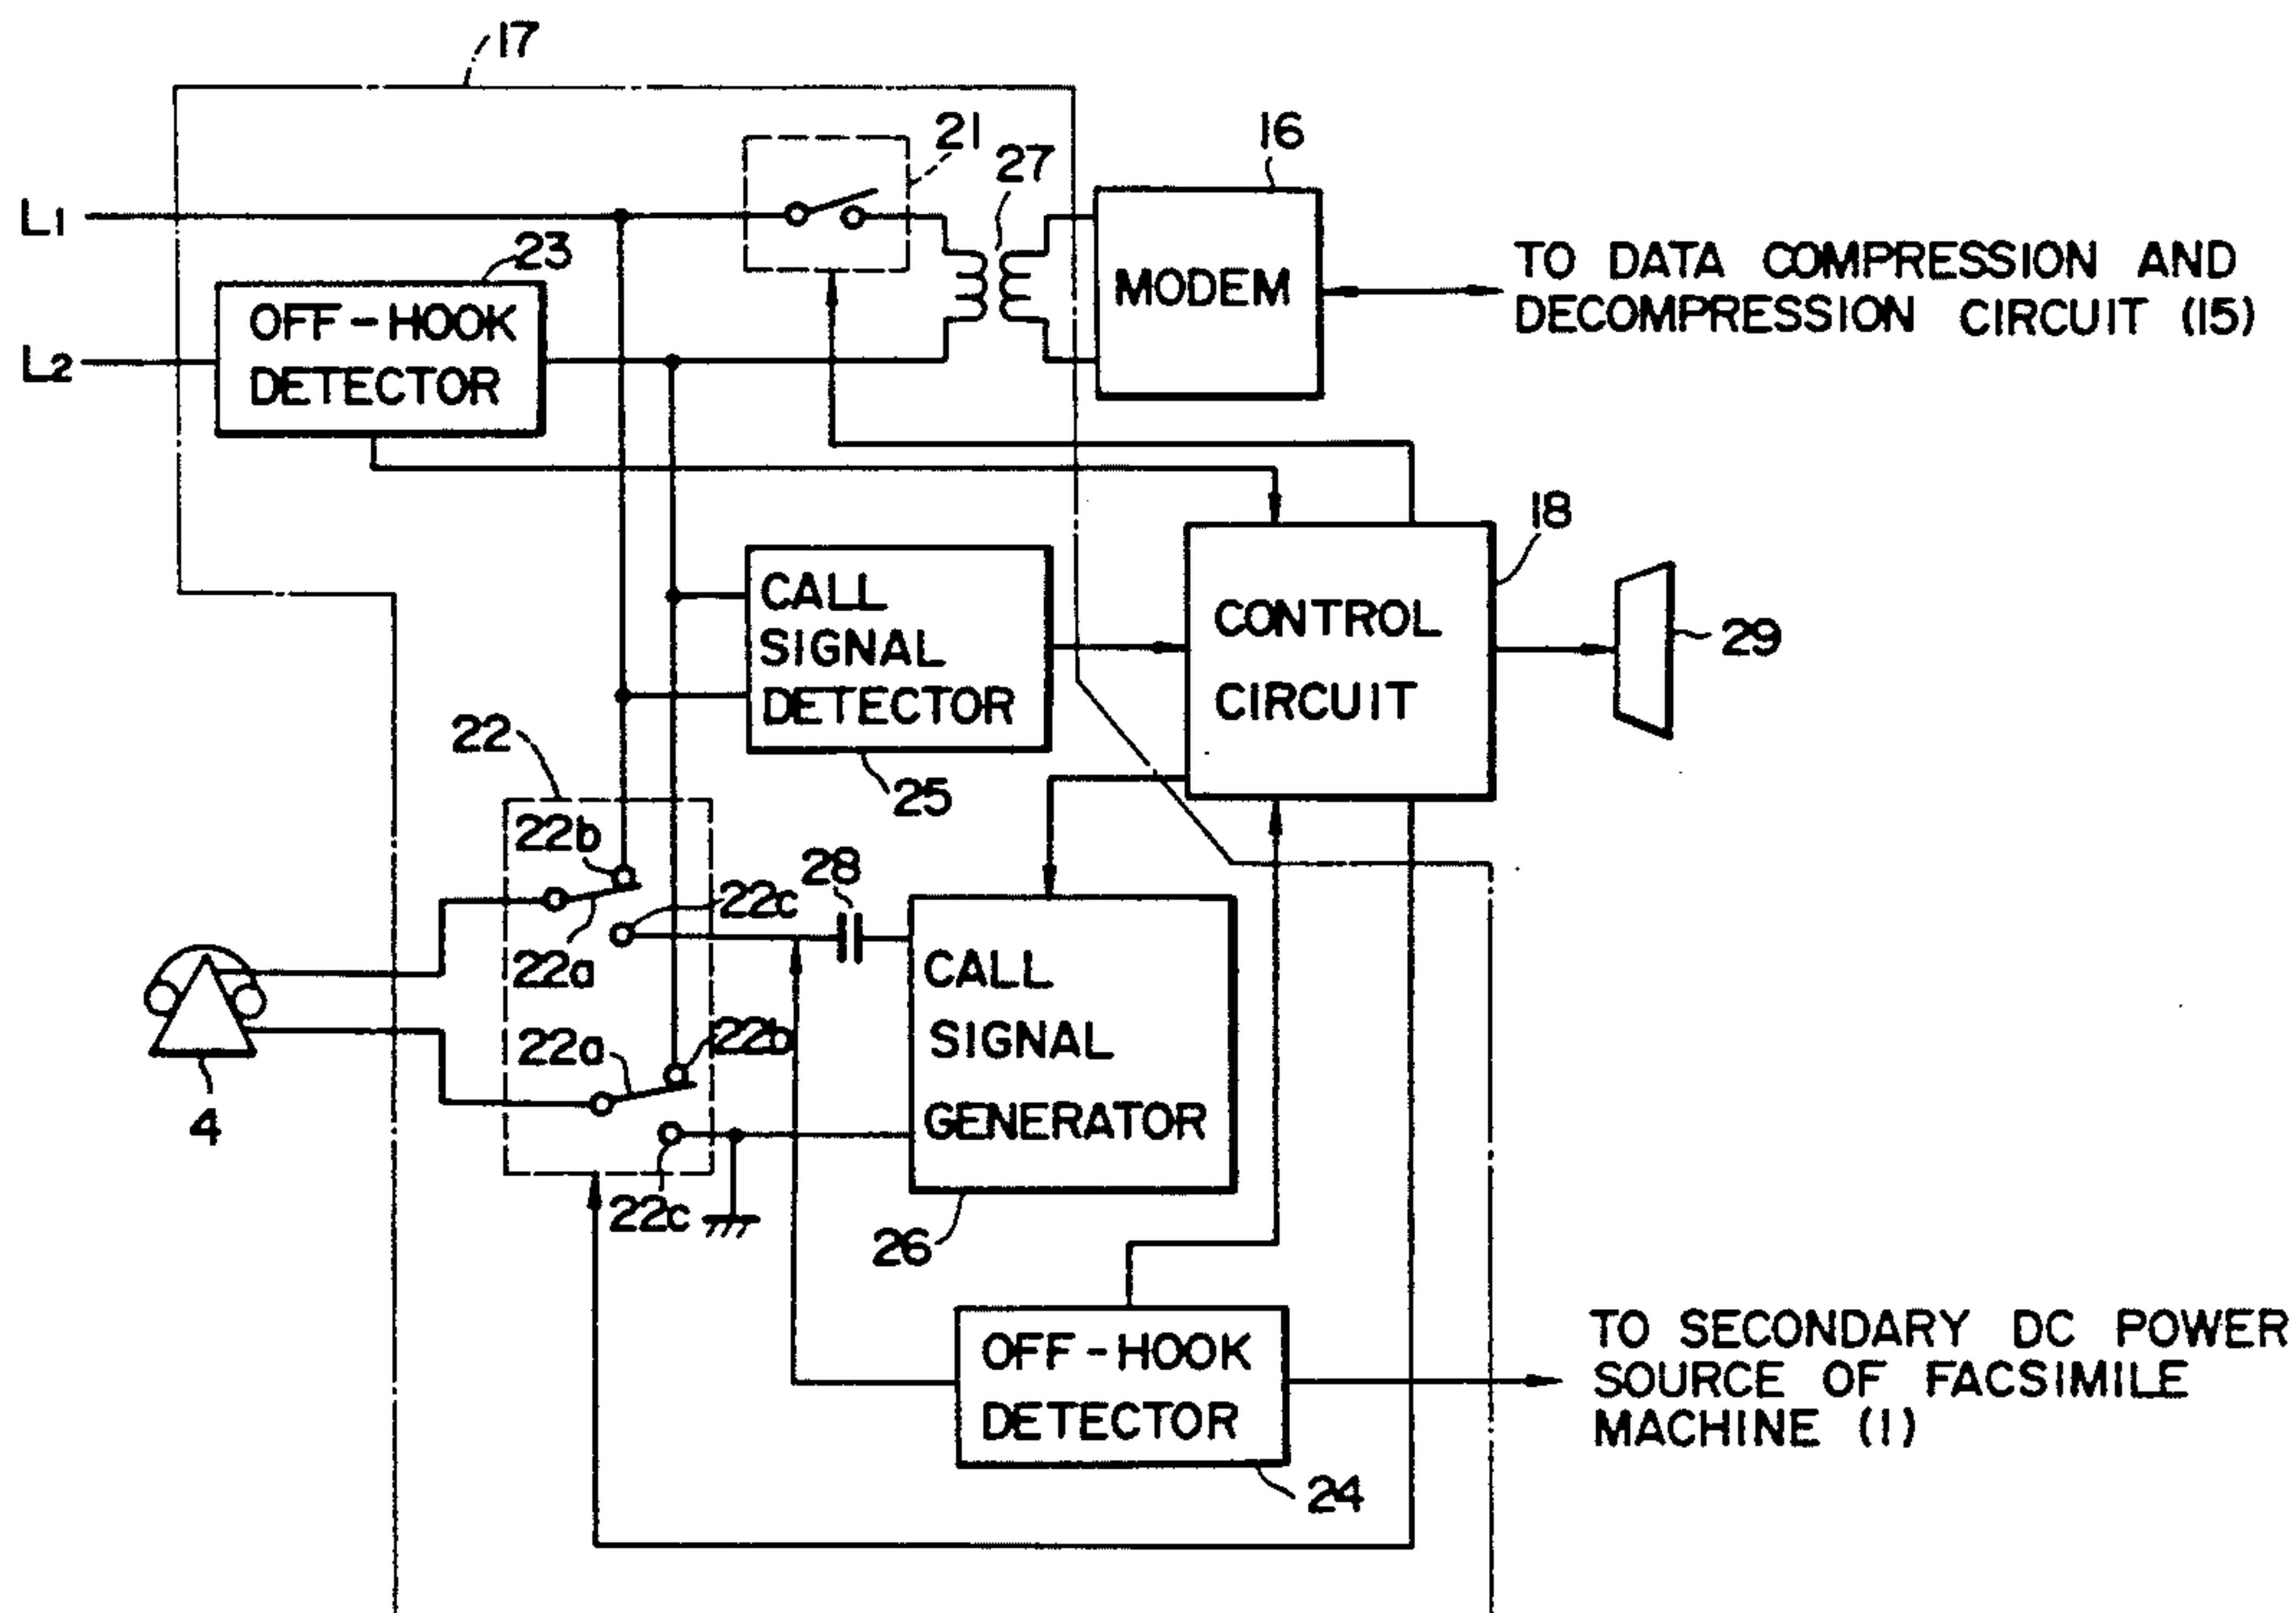 17
21
27
16
L1
23
OFF-HOOK
DETECTOR
L2
MODEM
TO DATA COMPRESSION AND
DECOMPRESSION CIRCUIT (15)
18
CALL
SIGNAL
DETECTOR
25
CONTROL
CIRCUIT
29
22
22b
22a
22c
28
22a
22b
22c
4
CALL
SIGNAL
GENERATOR
26
OFF-HOOK
DETECTOR
24
TO SECONDARY DC POWER
SOURCE OF FACSIMILE
MACHINE (1)